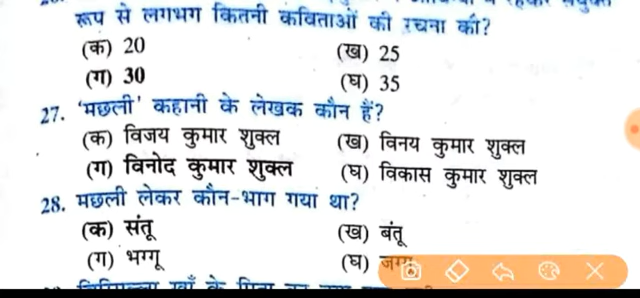 रूप से लगभग कितनी कविताओं की रचना की?
(क) 20 (ख) 25
(ग) 30 (घ) 35
27. 'मछली' कहानी के लेखक कौन हैं?
(क) विजय कुमार शुक्ल (ख) विनय कुमार शुक्ल
(ग) विनोद कुमार शुक्ल (घ) विकास कुमार शुक्ल
28. मछली लेकर कौन-भाग गया था?
(क) संतू (ख) बंतू
(ग) भग्गू (घ)